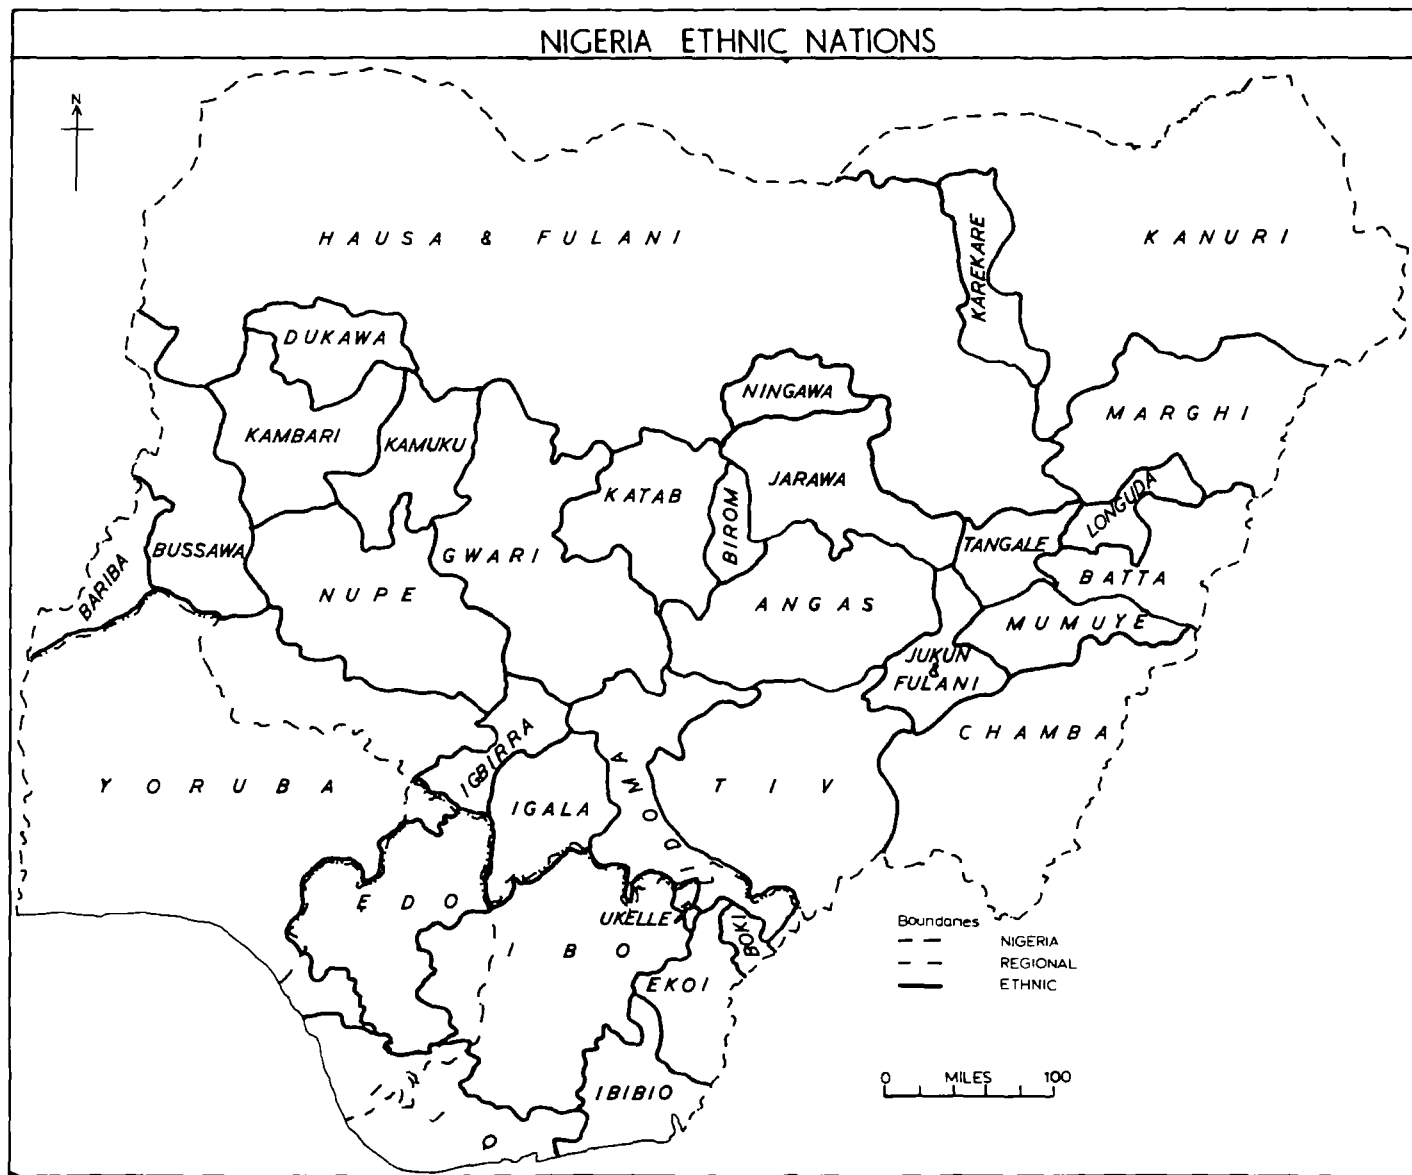 NIGERIA ETHNIC NATIONS
N
HAUSA & FULANI
KANURI
KAREKARE
DUKAWA
NINGAWA
MARGHI
KAMBARI
KAMUKU
KATAB
JARAWA
LONGUDA
BIROM
BUSSAWA
GWARI
TANGALE
BARIBA
BATTA
NUPE
ANGAS
MUMUYE
JUKUN
&
FULANI
CHAMBA
IGBIRRA
YORUBA
IGALA
IDOMA
TIV
EDO
UKELLE
BOKI
IBO
EKOI
IBIBIO
IJO
Boundaries
NIGERIA
REGIONAL
ETHNIC
0 MILES 100